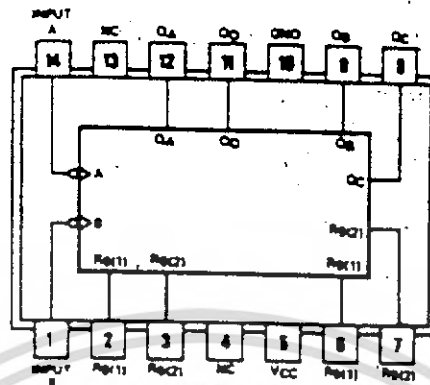 INPUT
A NC QA QD GND QB QC
14 13 12 11 10 9 8
QA QD QB
A QC
B R9(2)
R0(1) R0(2) R9(1)
1 2 3 4 5 6 7
INPUT R0(1) R0(2) NC VCC R9(1) R9(2)
B